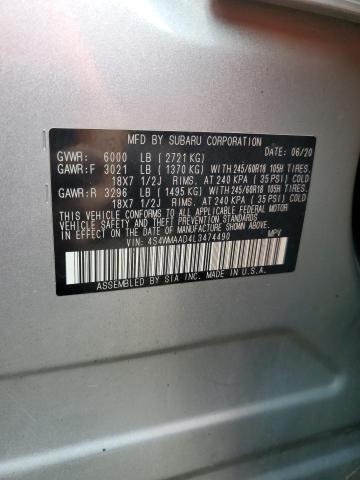 MFD. BY SUBARU CORPORATION DATE: 06/20
GVWR: 6000 LB (2721 KG)
GAWR:F 3021 LB (1370 KG) WITH 245/60R18 105H TIRES,
18X7 1/2J RIMS, AT 240 KPA (35 PSI) COLD
GAWR:R 3296 LB (1495 KG) WITH 245/60R18 105H TIRES,
18X7 1/2J RIMS, AT 240 KPA (35 PSI) COLD
THIS VEHICLE CONFORMS TO ALL APPLICABLE
FEDERAL MOTOR VEHICLE SAFETY STANDARDS IN
EFFECT ON THE DATE OF MANUFACTURE SHOWN ABOVE.
VIN: 4S4WMAAD4L3474490 MPV
ASSEMBLED BY SIA INC. MADE IN U.S.A.